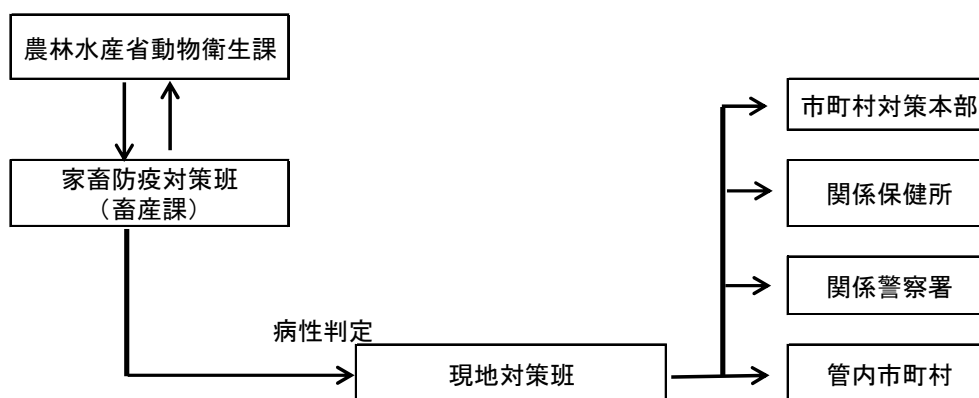 農林水産省動物衛生課
家畜防疫対策班
（畜産課）
病性判定
現地対策班
市町村対策本部
関係保健所
関係警察署
管内市町村